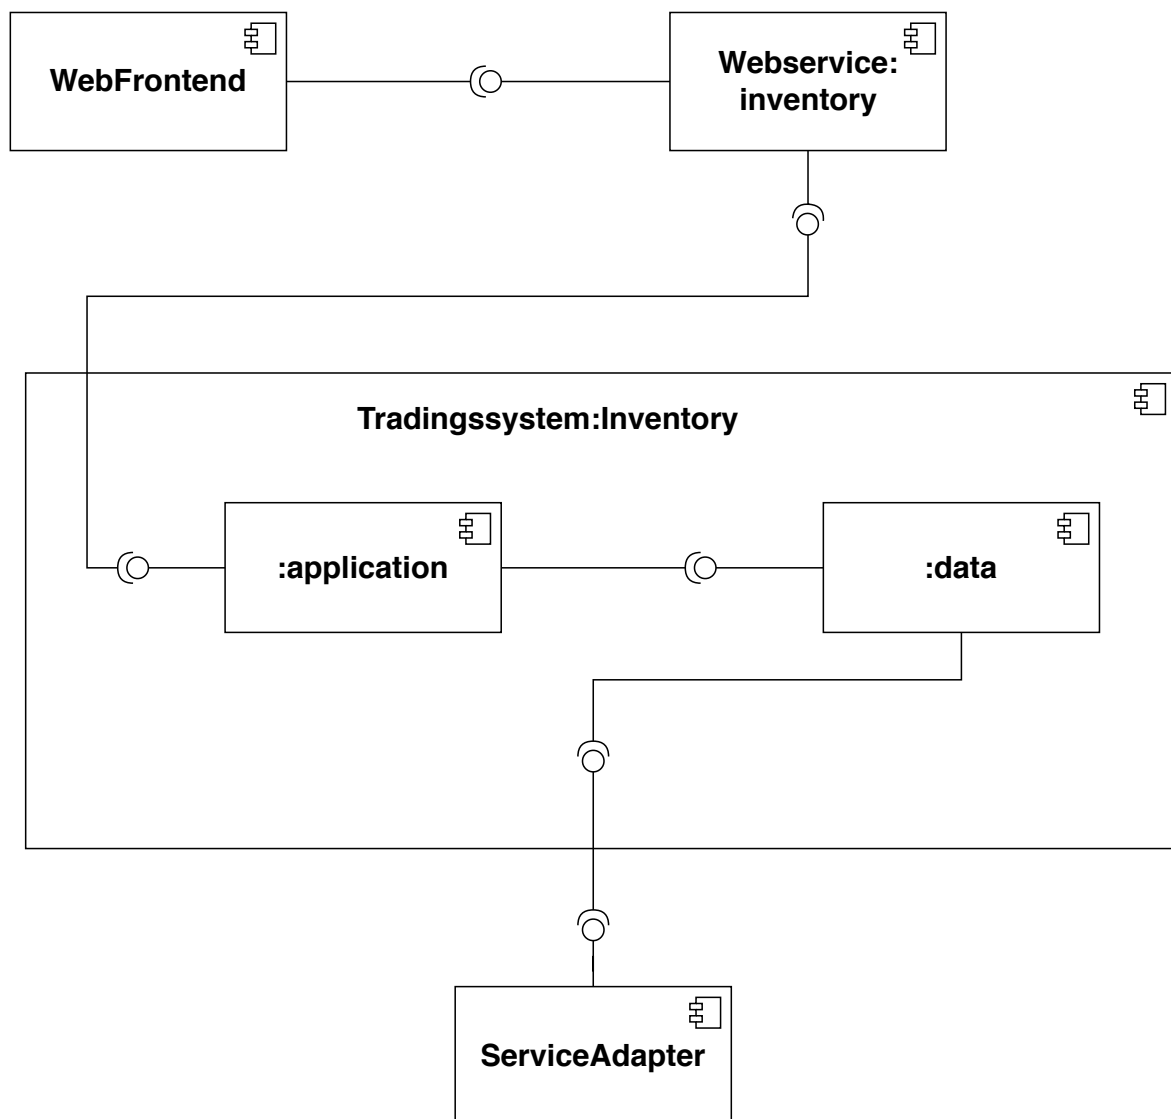 WebFrontend
Webservice:
inventory
Tradingssystem:Inventory
:application
:data
ServiceAdapter